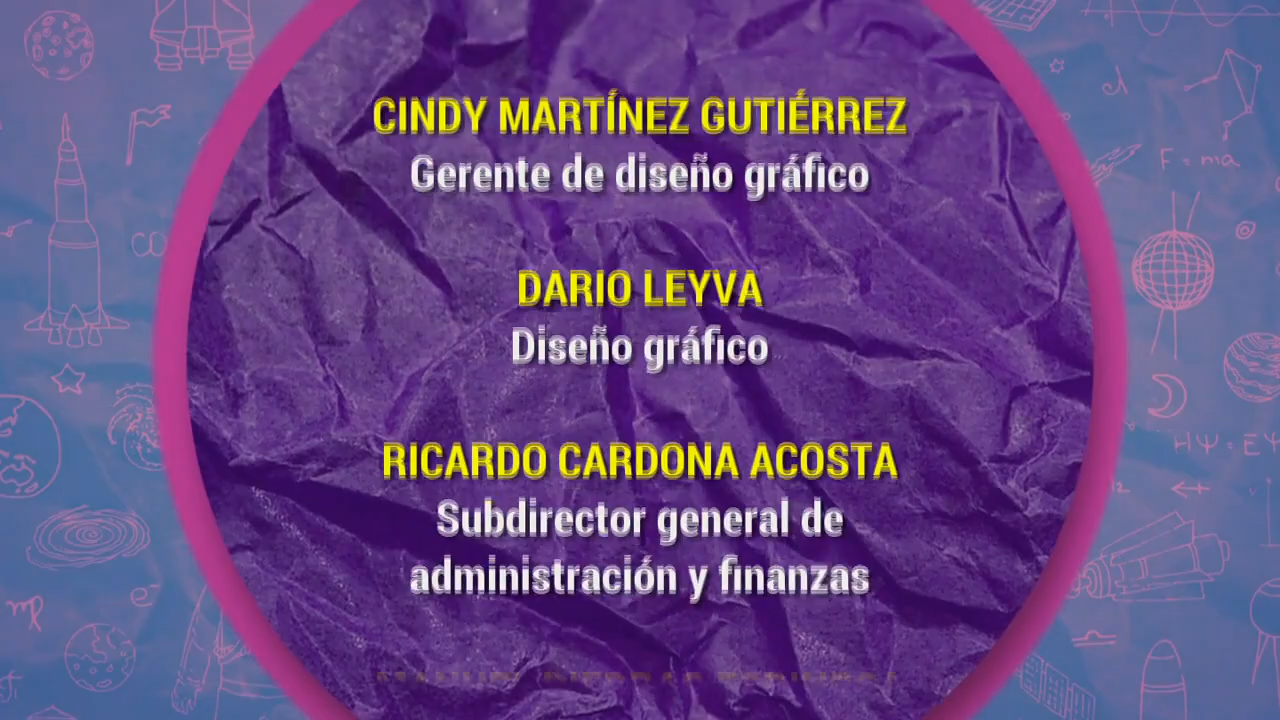 CINDY MARTÍNEZ GUTIÉRREZ
Gerente de diseño gráfico
F = ma
DARIO LEYVA
Diseño gráfico
RICARDO CARDONA ACOSTA
Subdirector general de
administración y finanzas